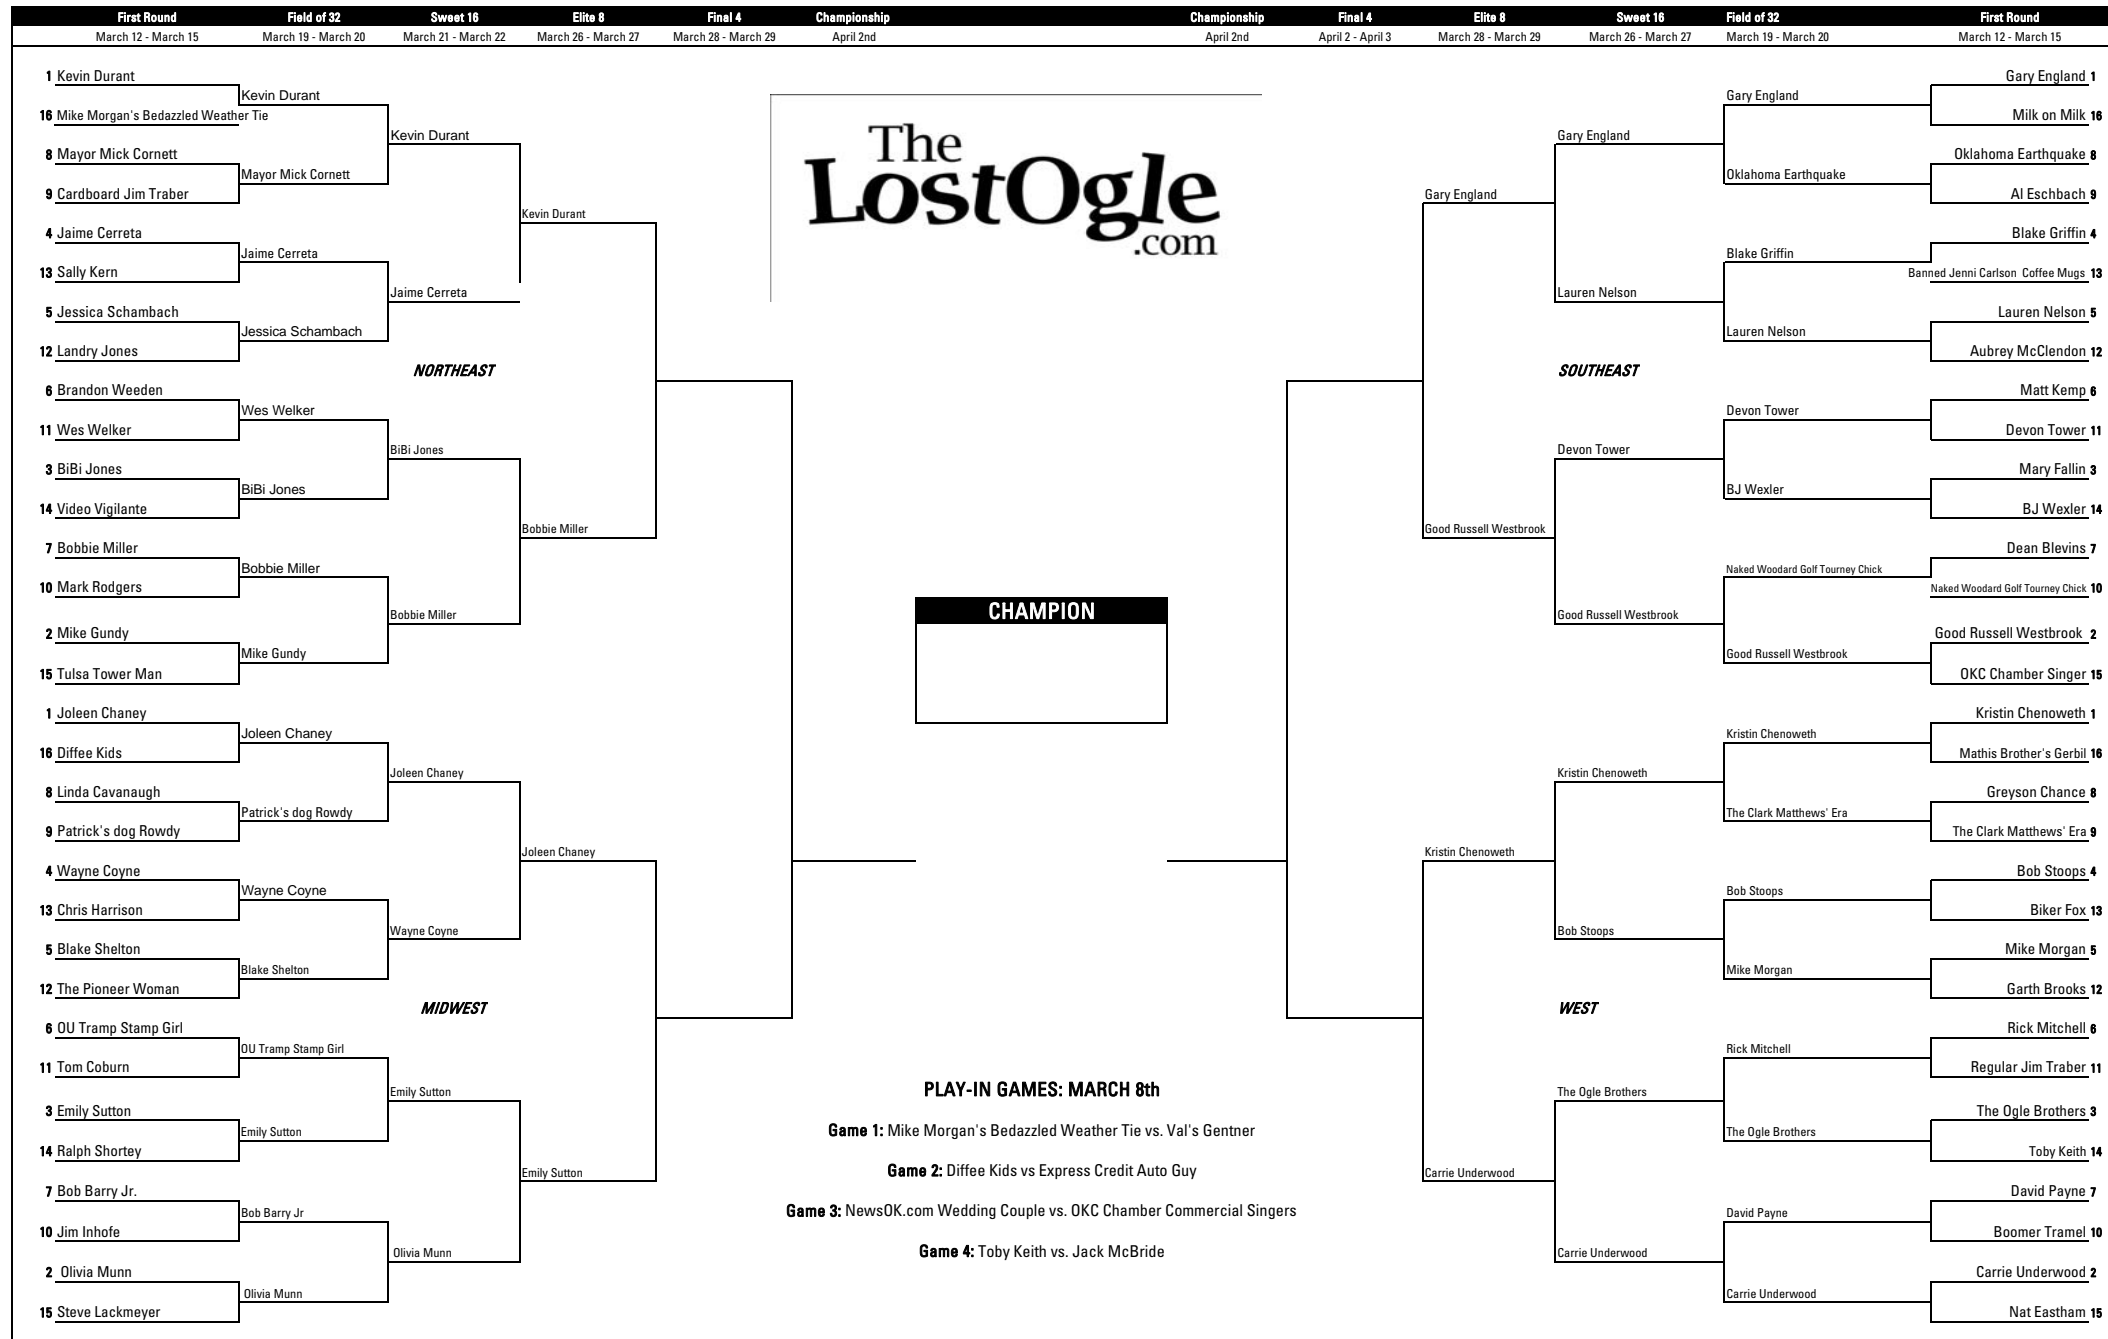 First Round Field of 32 Sweet 16 Elite 8 Final 4 Championship Championship Final 4 Elite 8 Sweet 16 Field of 32 First Round
March 12 - March 15 March 19 - March 20 March 21 - March 22 March 26 - March 27 March 28 - March 29 April 2nd April 2nd April 2 - April 3 March 28 - March 29 March 26 - March 27 March 19 - March 20 March 12 - March 15
1 Kevin Durant
16 Mike Morgan's Bedazzled Weather Tie
8 Mayor Mick Cornett
9 Cardboard Jim Traber
4 Jaime Cerreta
13 Sally Kern
5 Jessica Schambach
12 Landry Jones
6 Brandon Weeden
11 Wes Welker
3 BiBi Jones
14 Video Vigilante
7 Bobbie Miller
10 Mark Rodgers
2 Mike Gundy
15 Tulsa Tower Man
1 Joleen Chaney
16 Diffee Kids
8 Linda Cavanaugh
9 Patrick's dog Rowdy
4 Wayne Coyne
13 Chris Harrison
5 Blake Shelton
12 The Pioneer Woman
6 OU Tramp Stamp Girl
11 Tom Coburn
3 Emily Sutton
14 Ralph Shortey
7 Bob Barry Jr.
10 Jim Inhofe
2 Olivia Munn
15 Steve Lackmeyer
Kevin Durant
Mayor Mick Cornett
Jaime Cerreta
Jessica Schambach
Wes Welker
BiBi Jones
Bobbie Miller
Mike Gundy
Joleen Chaney
Patrick's dog Rowdy
Wayne Coyne
Blake Shelton
OU Tramp Stamp Girl
Emily Sutton
Bob Barry Jr
Olivia Munn
Kevin Durant
Jaime Cerreta
NORTHEAST
BiBi Jones
Bobbie Miller
Joleen Chaney
Wayne Coyne
MIDWEST
Emily Sutton
Olivia Munn
Kevin Durant
Bobbie Miller
Joleen Chaney
Emily Sutton
The
LostOgle
.com
CHAMPION
PLAY-IN GAMES: MARCH 8th
Game 1: Mike Morgan's Bedazzled Weather Tie vs. Val's Gentner
Game 2: Diffee Kids vs Express Credit Auto Guy
Game 3: NewsOK.com Wedding Couple vs. OKC Chamber Commercial Singers
Game 4: Toby Keith vs. Jack McBride
Gary England
Good Russell Westbrook
Kristin Chenoweth
Carrie Underwood
Gary England
Lauren Nelson
SOUTHEAST
Devon Tower
Good Russell Westbrook
Kristin Chenoweth
Bob Stoops
WEST
The Ogle Brothers
Carrie Underwood
Gary England
Oklahoma Earthquake
Blake Griffin
Lauren Nelson
Devon Tower
BJ Wexler
Naked Woodard Golf Tourney Chick
Good Russell Westbrook
Kristin Chenoweth
The Clark Matthews' Era
Bob Stoops
Mike Morgan
Rick Mitchell
The Ogle Brothers
David Payne
Carrie Underwood
Gary England 1
Milk on Milk 16
Oklahoma Earthquake 8
Al Eschbach 9
Blake Griffin 4
Banned Jenni Carlson Coffee Mugs 13
Lauren Nelson 5
Aubrey McClendon 12
Matt Kemp 6
Devon Tower 11
Mary Fallin 3
BJ Wexler 14
Dean Blevins 7
Naked Woodard Golf Tourney Chick 10
Good Russell Westbrook 2
OKC Chamber Singer 15
Kristin Chenoweth 1
Mathis Brother's Gerbil 16
Greyson Chance 8
The Clark Matthews' Era 9
Bob Stoops 4
Biker Fox 13
Mike Morgan 5
Garth Brooks 12
Rick Mitchell 6
Regular Jim Traber 11
The Ogle Brothers 3
Toby Keith 14
David Payne 7
Boomer Tramel 10
Carrie Underwood 2
Nat Eastham 15